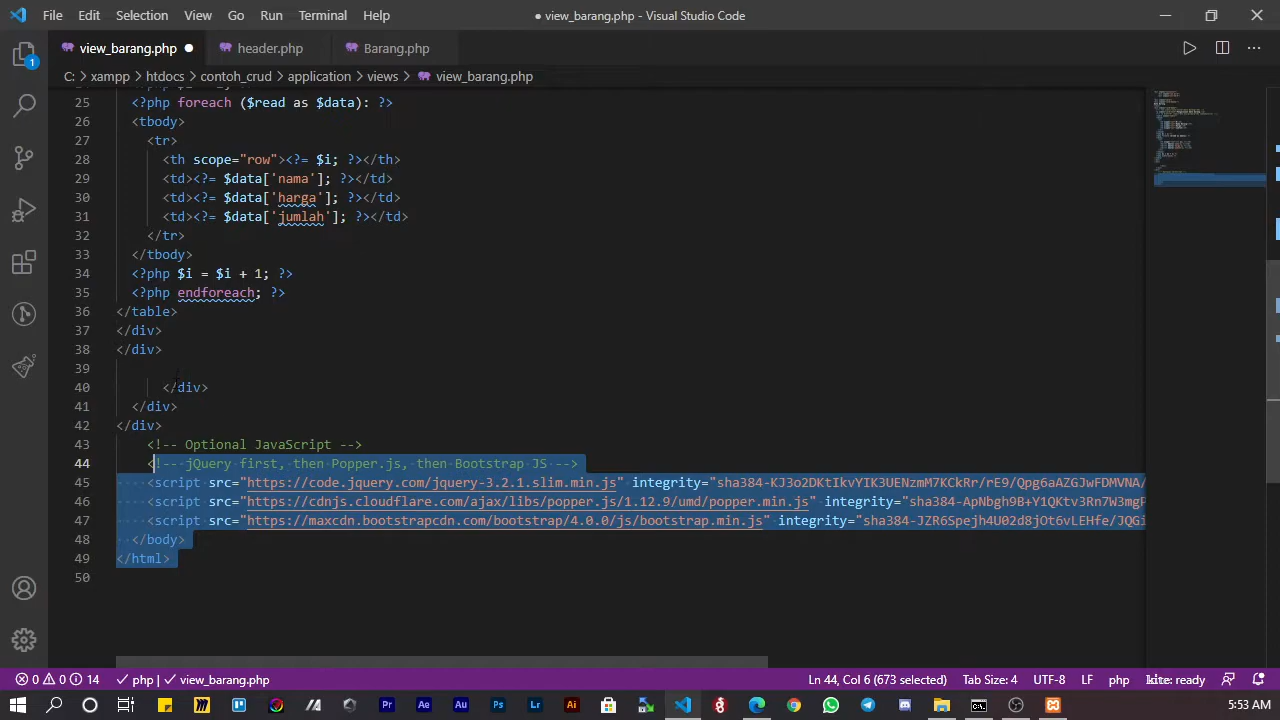 File Edit Selection View Go Run Terminal Help
● view_barang.php - Visual Studio Code
view_barang.php ● header.php Barang.php
C: > xampp > htdocs > contoh_crud > application > views > view_barang.php
25 <?php foreach ($read as $data): ?>
26 <tbody>
27 <tr>
28 <th scope="row"><?= $i; ?></th>
29 <td><?= $data['nama']; ?></td>
30 <td><?= $data['harga']; ?></td>
31 <td><?= $data['jumlah']; ?></td>
32 </tr>
33 </tbody>
34 <?php $i = $i + 1; ?>
35 <?php endforeach; ?>
36 </table>
37 </div>
38 </div>
39
40 </div>
41 </div>
42 </div>
43 <!-- Optional JavaScript -->
44 <!-- jQuery first, then Popper.js, then Bootstrap JS -->
45 <script src="https://code.jquery.com/jquery-3.2.1.slim.min.js" integrity="sha384-KJ3o2DKtIkvYIK3UENzmM7KCkRr/rE9/Qpg6aAZGJwFDMVNA/
46 <script src="https://cdnjs.cloudflare.com/ajax/libs/popper.js/1.12.9/umd/popper.min.js" integrity="sha384-ApNbgh9B+Y1QKtv3Rn7W3mgP
47 <script src="https://maxcdn.bootstrapcdn.com/bootstrap/4.0.0/js/bootstrap.min.js" integrity="sha384-JZR6Spejh4U02d8jOt6vLEHfe/JQGi
48 </body>
49 </html>
50
0 0 14 php | view_barang.php Ln 44, Col 6 (673 selected) Tab Size: 4 UTF-8 LF php kite: ready
Pr Ae Au Ps Lr Ai
5:53 AM